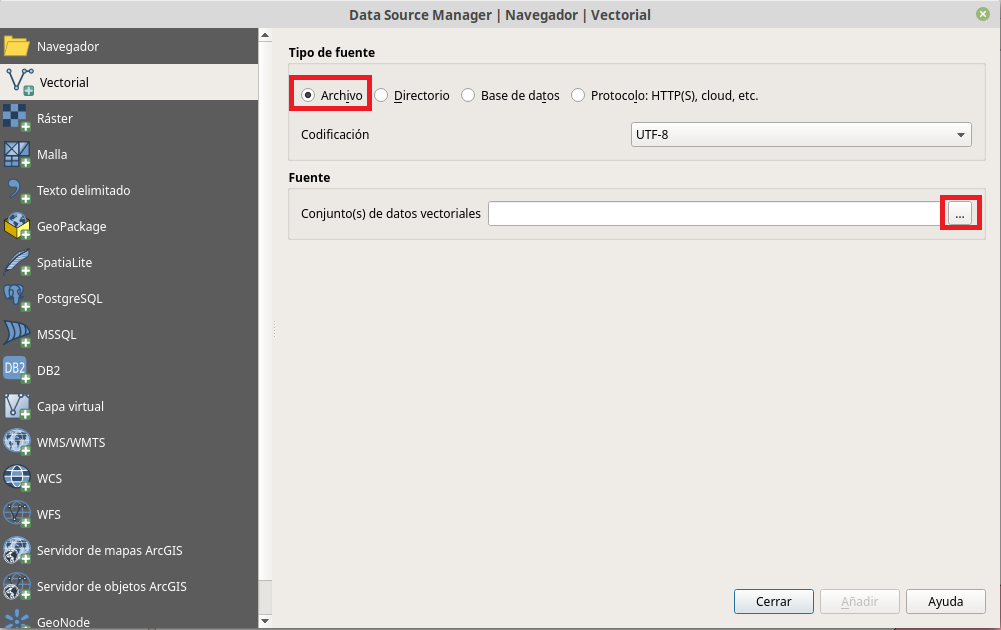 Data Source Manager | Navegador | Vectorial
Navegador
Vectorial
Ráster
Malla
Texto delimitado
GeoPackage
SpatiaLite
PostgreSQL
MSSQL
DB2 DB2
Capa virtual
WMS/WMTS
WCS
WFS
Servidor de mapas ArcGIS
Servidor de objetos ArcGIS
GeoNode
Tipo de fuente
Archivo Directorio Base de datos Protocolo: HTTP(S), cloud, etc.
Codificación UTF-8
Fuente
Conjunto(s) de datos vectoriales ...
Cerrar Añadir Ayuda